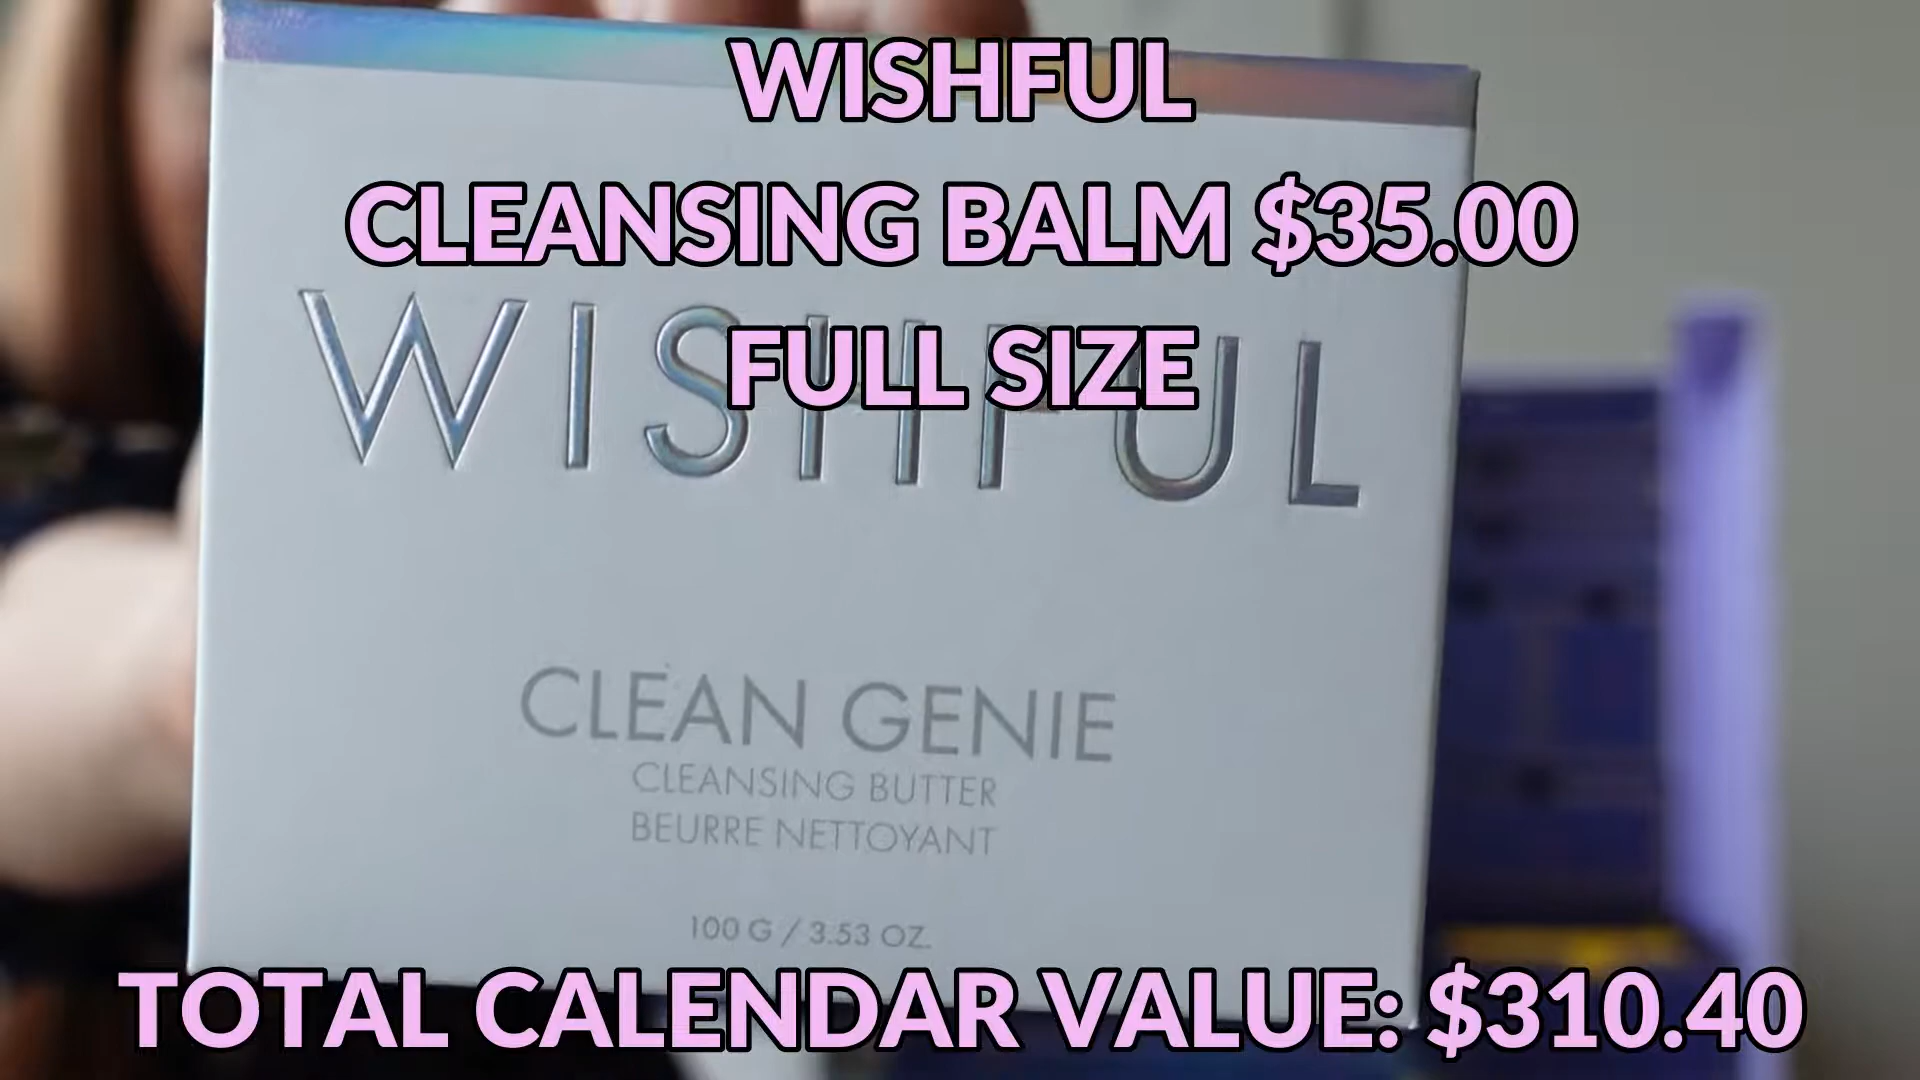 WISHFUL
CLEANSING BALM $35.00
FULL SIZE
WISHFUL
CLEAN GENIE
CLEANSING BUTTER
BEURRE NETTOYANT
100 G / 3.53 OZ.
TOTAL CALENDAR VALUE: $310.40